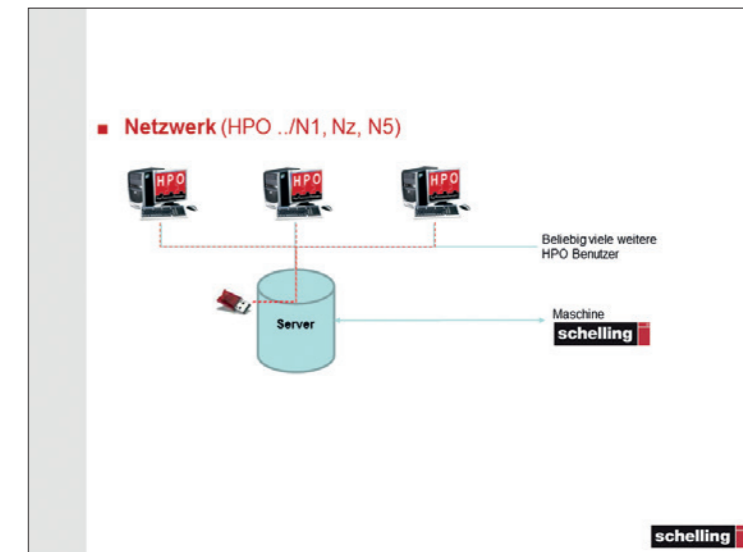 Netzwerk (HPO ../N1, Nz, N5)
HPO
HPO
HPO
Beliebig viele weitere
HPO Benutzer
Server
Maschine
schelling
schelling